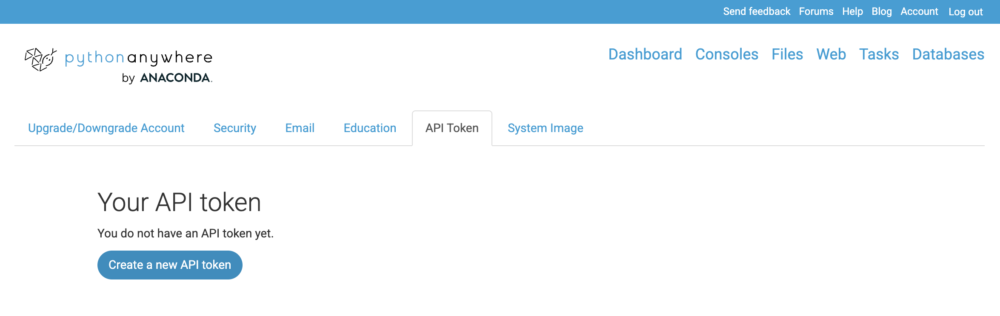 Send feedback Forums Help Blog Account Log out
pythonanywhere
by ANACONDA.
Dashboard Consoles Files Web Tasks Databases
Upgrade/Downgrade Account Security Email Education API Token System Image
Your API token
You do not have an API token yet.
Create a new API token